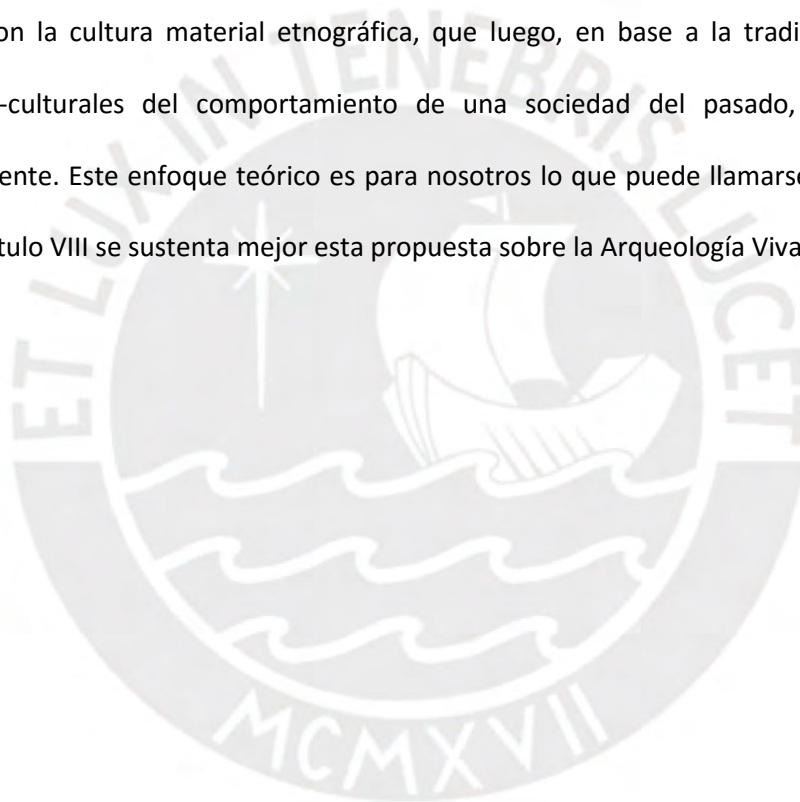 on la cultura material etnográfica, que luego, en base a la tradi
-culturales del comportamiento de una sociedad del pasado,
ente. Este enfoque teórico es para nosotros lo que puede llamarse
tulo VIII se sustenta mejor esta propuesta sobre la Arqueología Viva
ET LUX IN TENEBRIS LUCET
MCMXVII